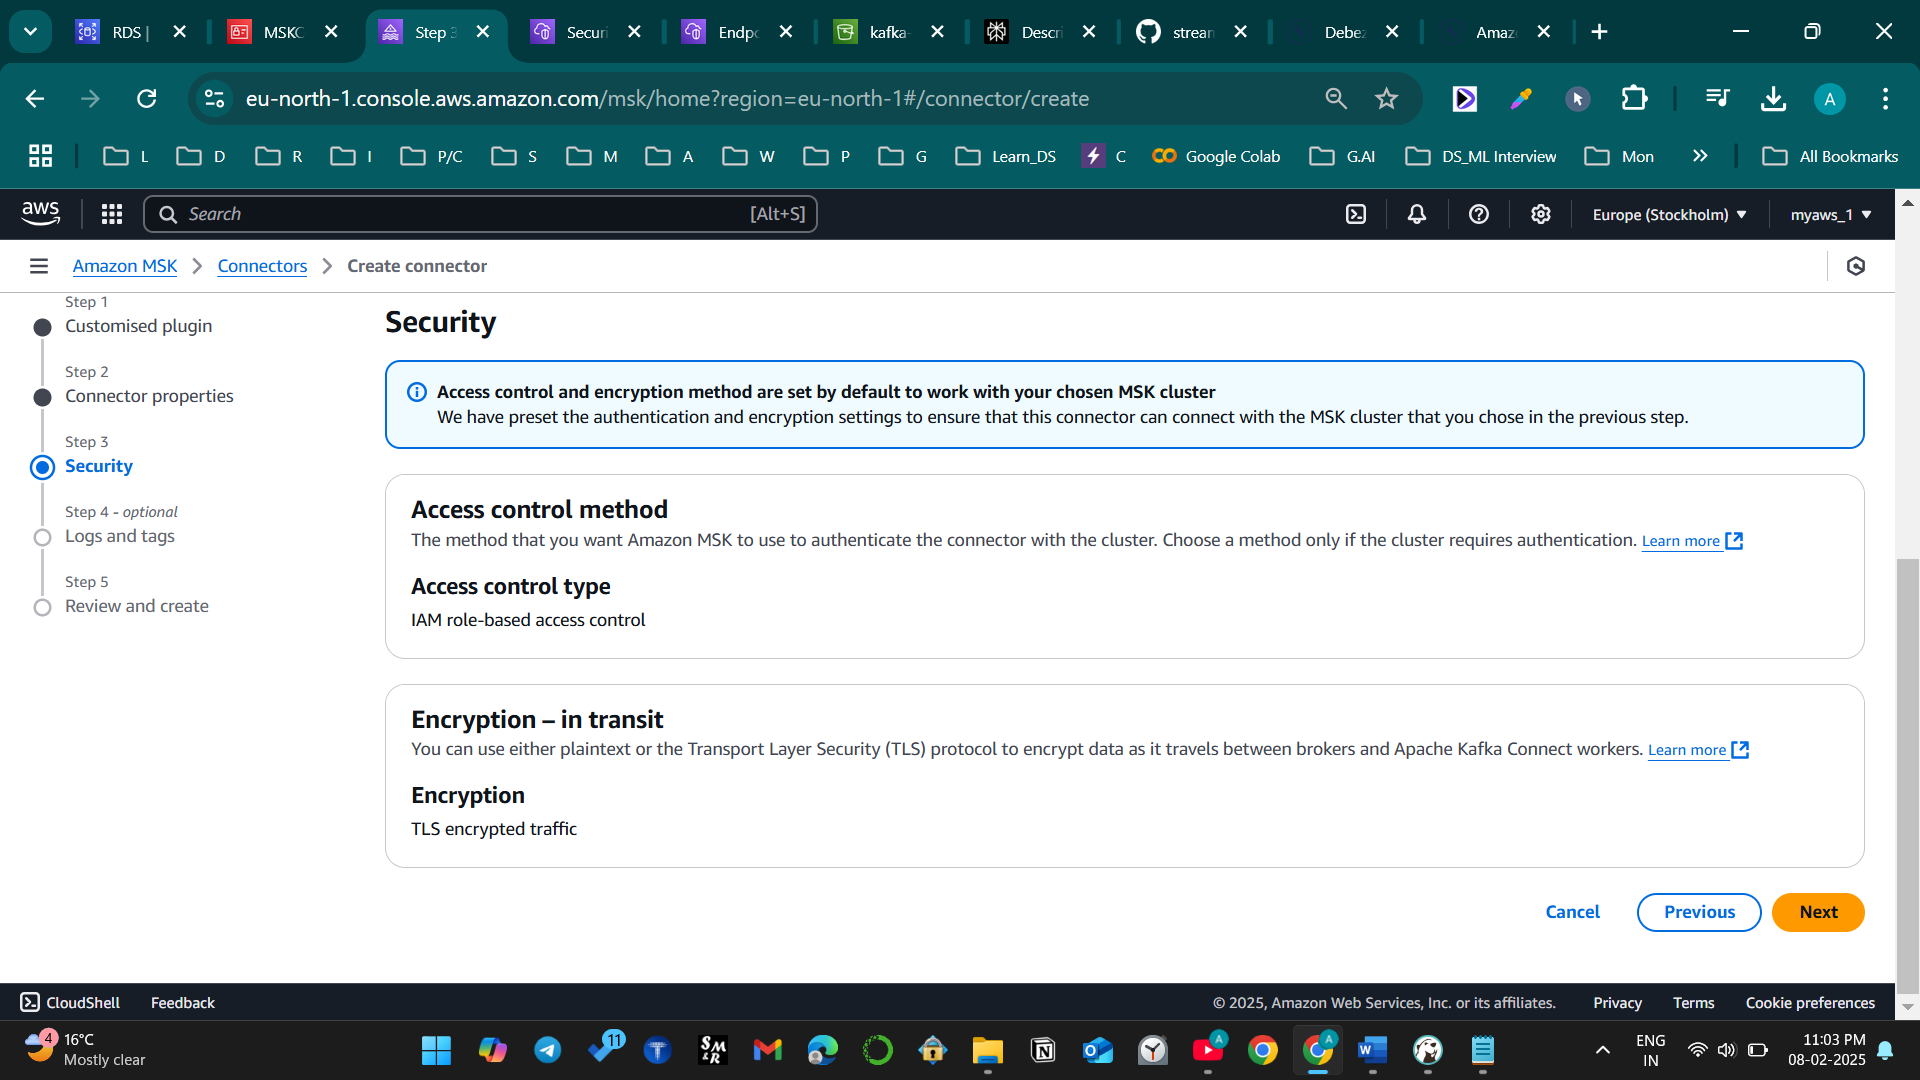 RDS |
MSKC
Step 3
Securi
Endpo
kafka-
Descri
strear
Debez
Amaz
eu-north-1.console.aws.amazon.com/msk/home?region=eu-north-1#/connector/create
A
L
D
R
I
P/C
S
M
A
W
P
G
Learn_DS
C
Google Colab
G.AI
DS_ML Interview
Mon
All Bookmarks
aws
Search
[Alt+S]
Europe (Stockholm)
myaws_1
Amazon MSK
Connectors
Create connector
Step 1
Customised plugin
Step 2
Connector properties
Step 3
Security
Step 4 - optional
Logs and tags
Step 5
Review and create
Security
Access control and encryption method are set by default to work with your chosen MSK cluster
We have preset the authentication and encryption settings to ensure that this connector can connect with the MSK cluster that you chose in the previous step.
Access control method
The method that you want Amazon MSK to use to authenticate the connector with the cluster. Choose a method only if the cluster requires authentication. Learn more
Access control type
IAM role-based access control
Encryption – in transit
You can use either plaintext or the Transport Layer Security (TLS) protocol to encrypt data as it travels between brokers and Apache Kafka Connect workers. Learn more
Encryption
TLS encrypted traffic
Cancel
Previous
Next
CloudShell
Feedback
© 2025, Amazon Web Services, Inc. or its affiliates.
Privacy
Terms
Cookie preferences
4
16°C
Mostly clear
11
T
SM
&R
A
A
ENG
IN
11:03 PM
08-02-2025